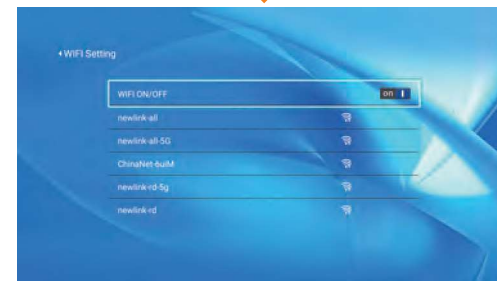 WIFI Setting
WIFI ON/OFF on
newlink-all
newlink-all-5G
ChinaNet-6uiM
newlink-rd-5g
newlink-rd